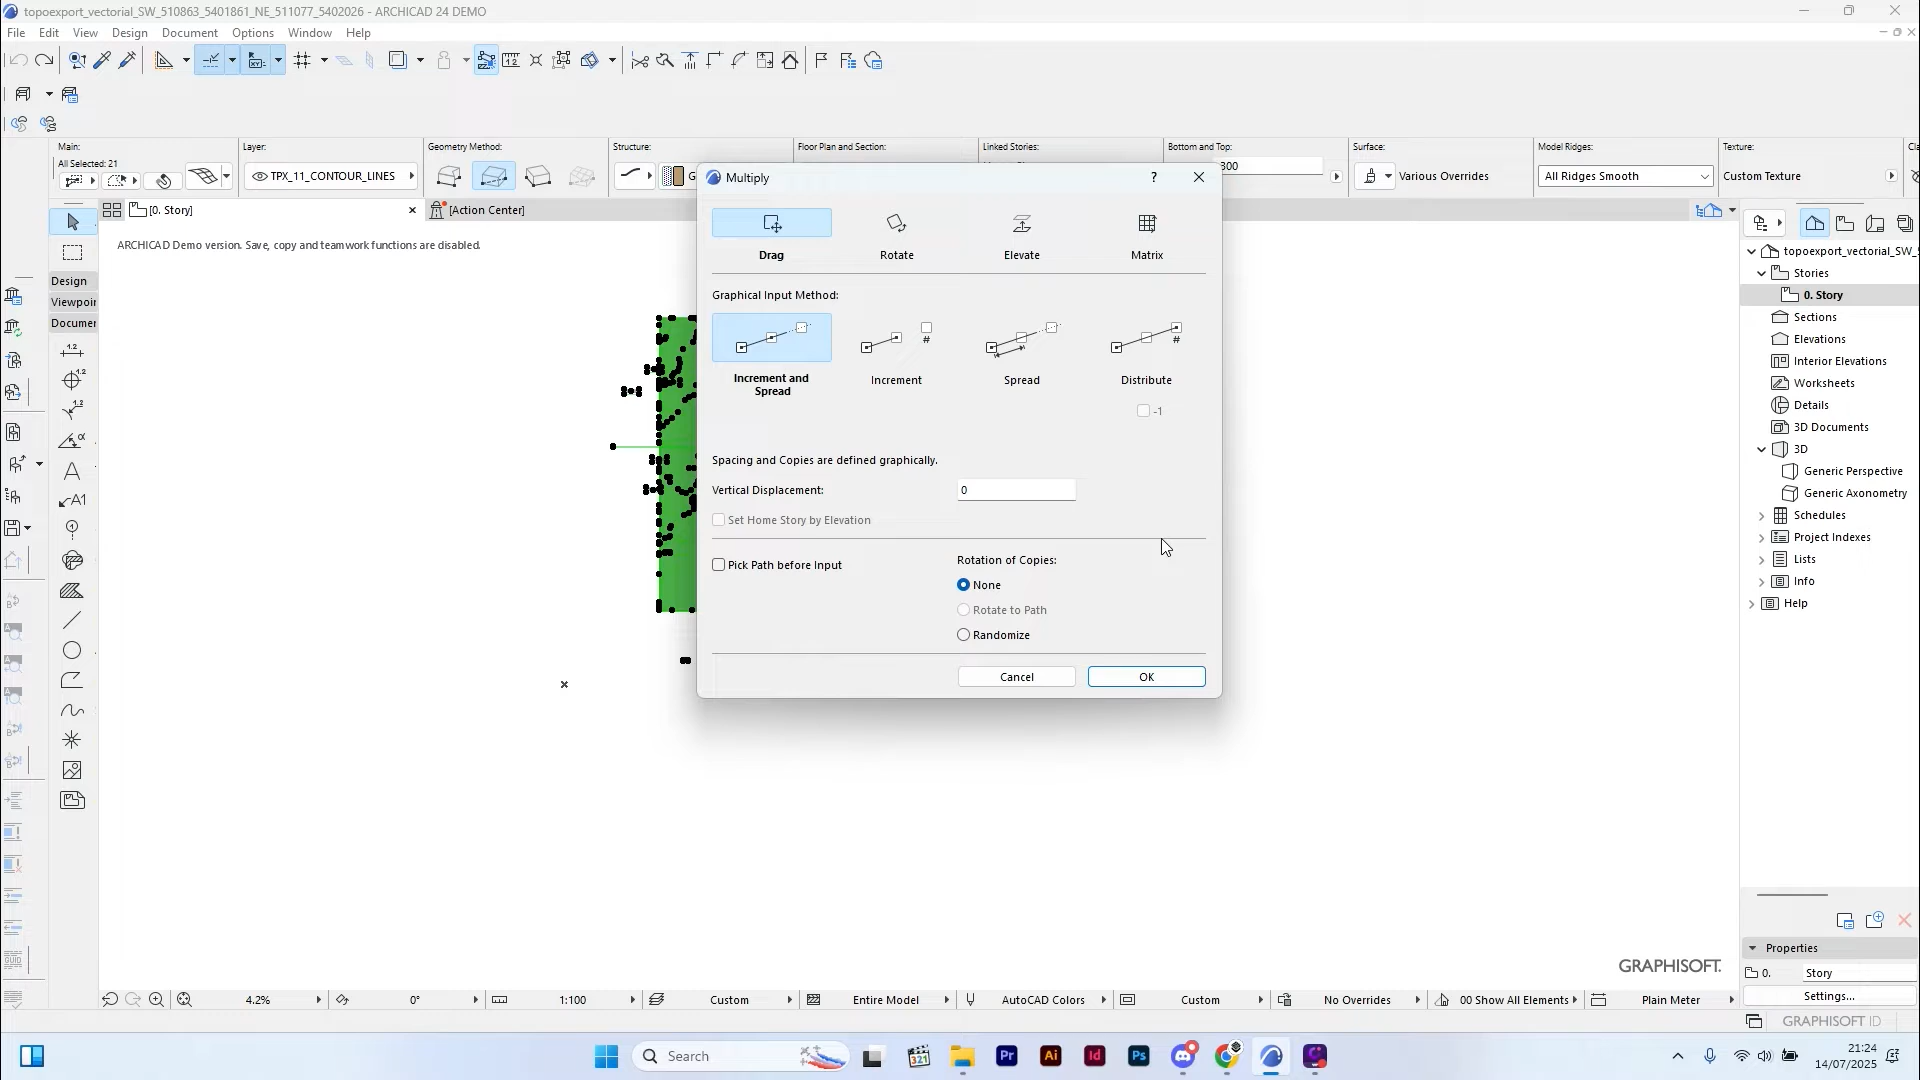 topoexport_vectorial_SW_510863_5401861_NE_511077_5402026 - ARCHICAD 24 DEMO
File Edit View Design Document Options Window Help
Main: Layer: Geometry Method: Structure: Floor Plan and Section: Linked Stories: Bottom and Top: Surface: Model Ridges: Texture:
All Selected: 21
TPX_11_CONTOUR_LINES
300
Various Overrides
All Ridges Smooth
Custom Texture
[0. Story]
[Action Center]
ARCHICAD Demo version. Save, copy and teamwork functions are disabled.
Design
Viewpoin
Documen
Multiply
?
Drag Rotate Elevate Matrix
Graphical Input Method:
Increment and Spread
Increment
Spread
Distribute
-1
Spacing and Copies are defined graphically.
Vertical Displacement: 0
Set Home Story by Elevation
Pick Path before Input
Rotation of Copies:
None
Rotate to Path
Randomize
Cancel OK
topoexport_vectorial_SW_5
Stories
0. Story
Sections
Elevations
Interior Elevations
Worksheets
Details
3D Documents
3D
Generic Perspective
Generic Axonometry
Schedules
Project Indexes
Lists
Info
Help
Properties
0. Story
Settings...
GRAPHISOFT.
4.2% 0° 1:100 Custom Entire Model AutoCAD Colors Custom No Overrides 00 Show All Elements Plain Meter
GRAPHISOFT ID
Search
321
Pr Ai Id Ps
21:24
14/07/2025